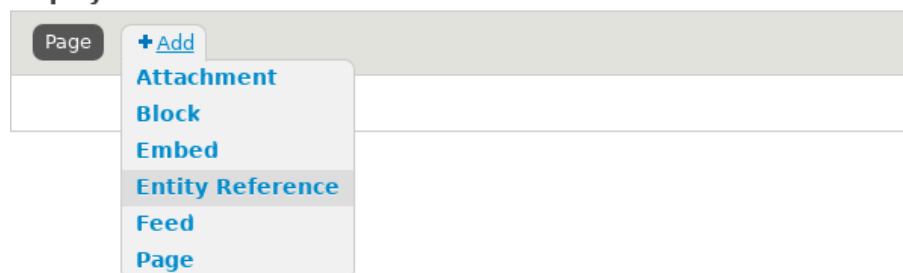 Page
+ Add
Attachment
Block
Embed
Entity Reference
Feed
Page